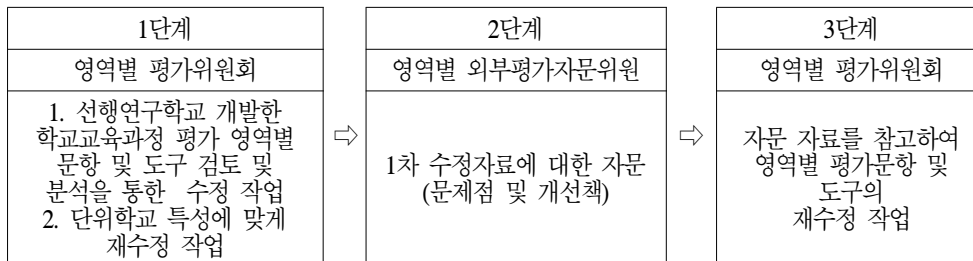 1단계
영역별 평가위원회
1. 선행연구학교 개발한
학교교육과정 평가 영역별
문항 및 도구 검토 및
분석을 통한 수정 작업
2. 단위학교 특성에 맞게
재수정 작업
⇨
2단계
영역별 외부평가자문위원
1차 수정자료에 대한 자문
(문제점 및 개선책)
⇨
3단계
영역별 평가위원회
자문 자료를 참고하여
영역별 평가문항 및
도구의
재수정 작업